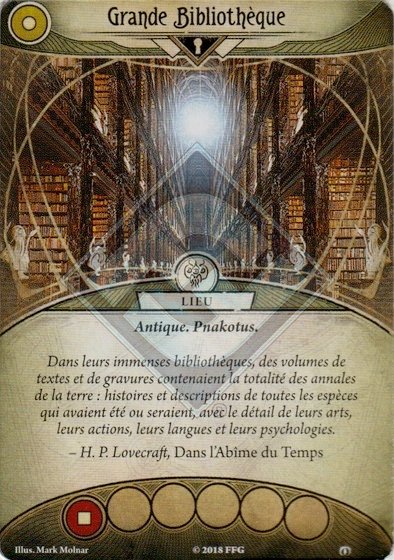 Grande Bibliothèque
LIEU
Antique. Pnakotus.
Dans leurs immenses bibliothèques, des volumes de
textes et de gravures contenaient la totalité des annales
de la terre : histoires et descriptions de toutes les espèces
qui avaient été ou seraient, avec le détail de leurs arts,
leurs actions, leurs langues et leurs psychologies.
– H. P. Lovecraft, Dans l'Abîme du Temps
Illus. Mark Molnar
© 2018 FFG